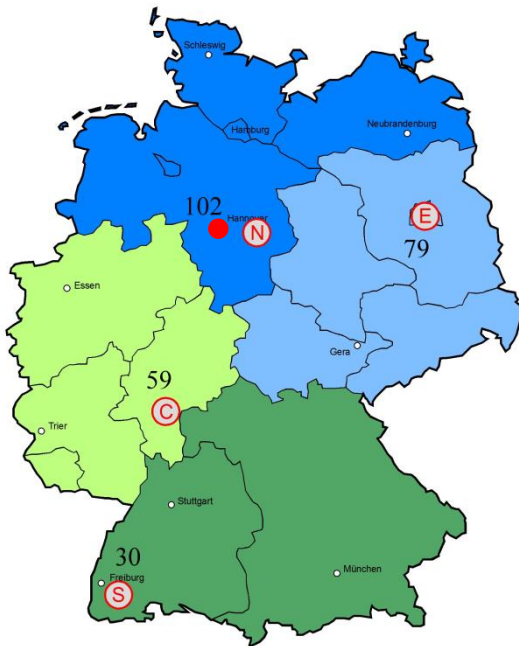 Schleswig
Hamburg
Neubrandenburg
102
Hannover
N
E
79
Essen
Gera
59
C
Trier
Stuttgart
30
Freiburg
S
München